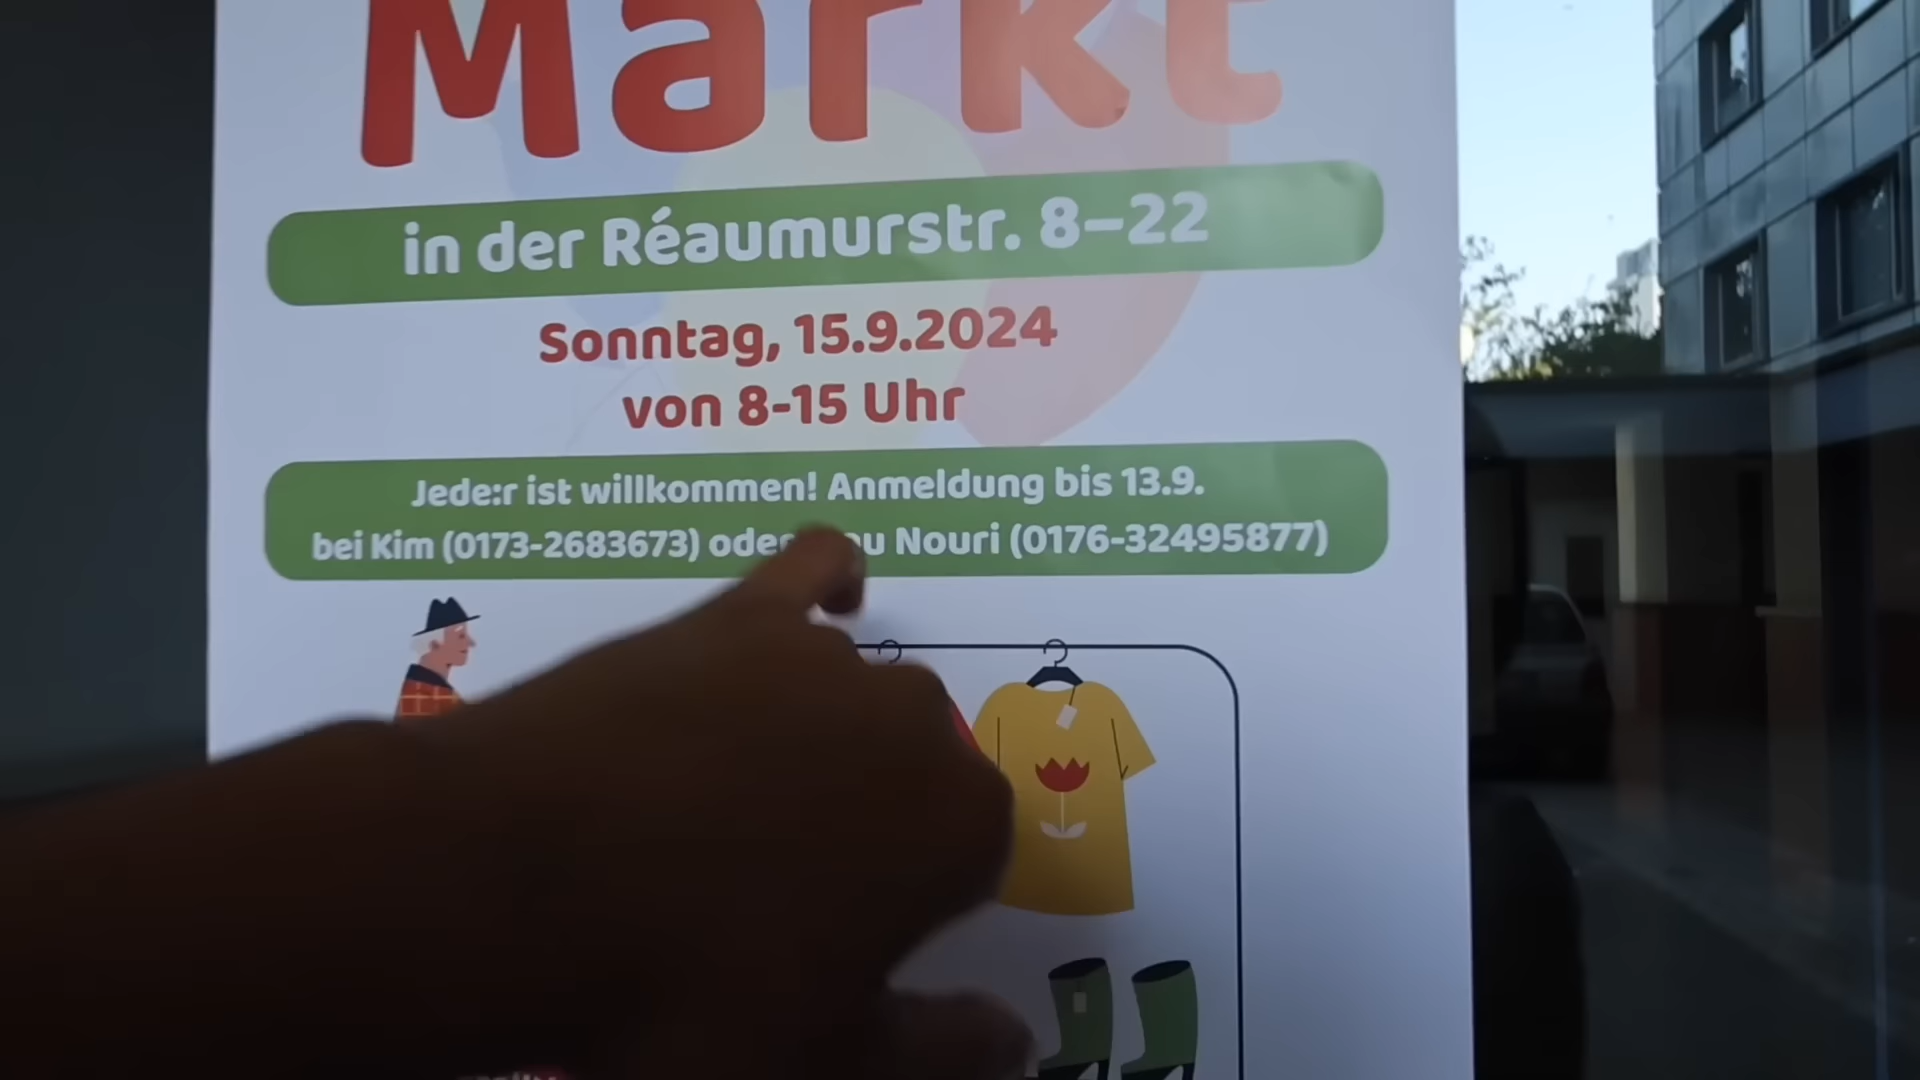 Markt
in der Réaumurstr. 8–22
Sonntag, 15.9.2024
von 8-15 Uhr
Jede:r ist willkommen! Anmeldung bis 13.9.
bei Kim (0173-2683673) oder Nouri (0176-32495877)